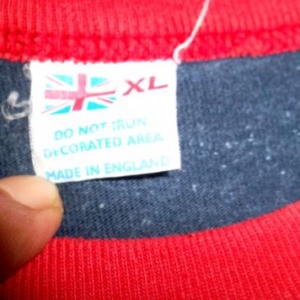 XL
DO NOT IRON
DECORATED AREA
MADE IN ENGLAND